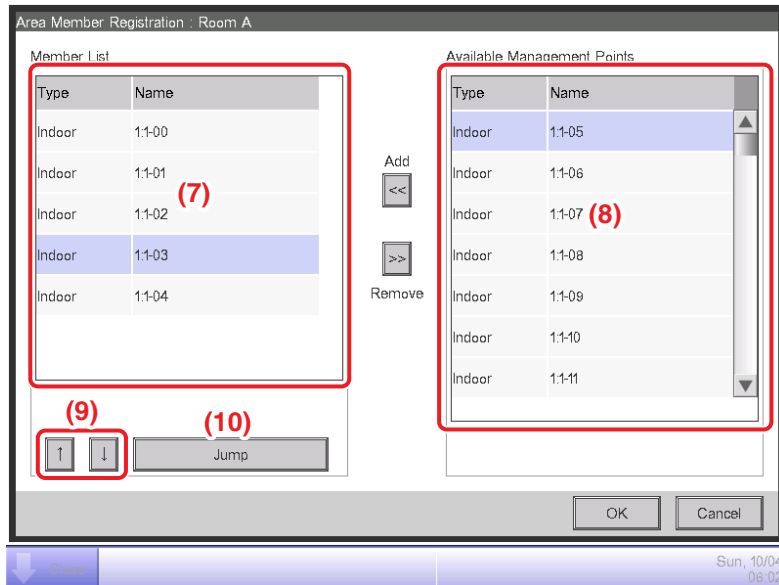 Area Member Registration : Room A
Member List
Type Name
Indoor 1:1-00
Indoor 1:1-01
Indoor 1:1-02
Indoor 1:1-03
Indoor 1:1-04
(7)
Add
<<
>>
Remove
Available Management Points
Type Name
Indoor 1:1-05
Indoor 1:1-06
Indoor 1:1-07
Indoor 1:1-08
Indoor 1:1-09
Indoor 1:1-10
Indoor 1:1-11
(8)
(9)
(10)
↑ ↓ Jump
OK Cancel
Sun, 10/04